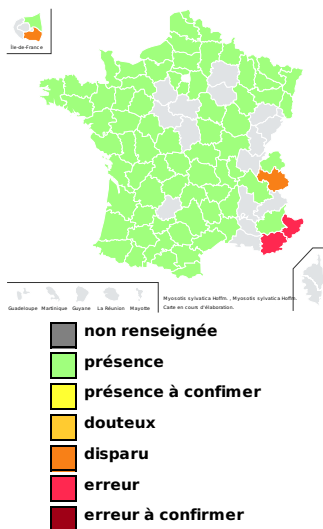 Île-de-France
Guadeloupe Martinique Guyane La Réunion Mayotte
Myosotis sylvatica Hoffm. , Myosotis sylvatica Hoffm.
Carte en cours d'élaboration.
non renseignée
présence
présence à confimer
douteux
disparu
erreur
erreur à confirmer